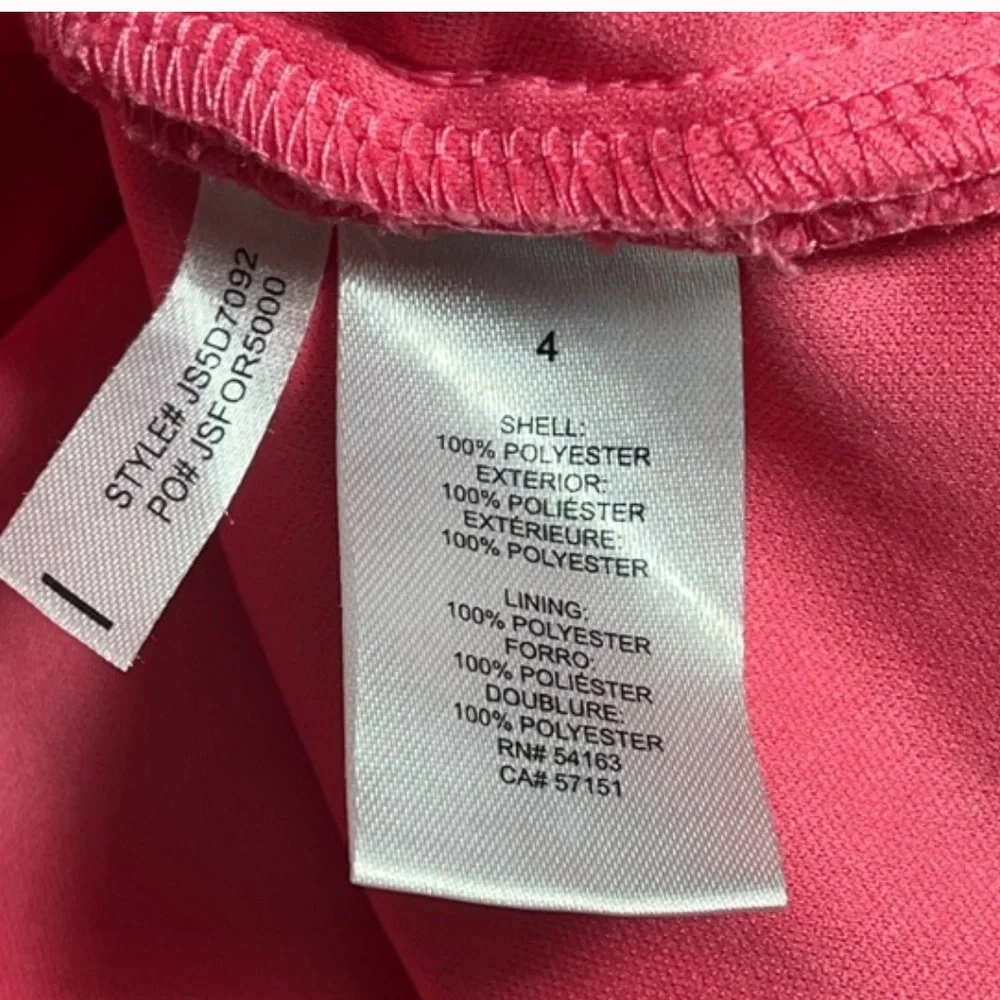 STYLE# JS5D7092
PO# JSFOR5000
4
SHELL:
100% POLYESTER
EXTERIOR:
100% POLIÉSTER
EXTÉRIEURE:
100% POLYESTER
LINING:
100% POLYESTER
FORRO:
100% POLIÉSTER
DOUBLURE:
100% POLYESTER
RN# 54163
CA# 57151